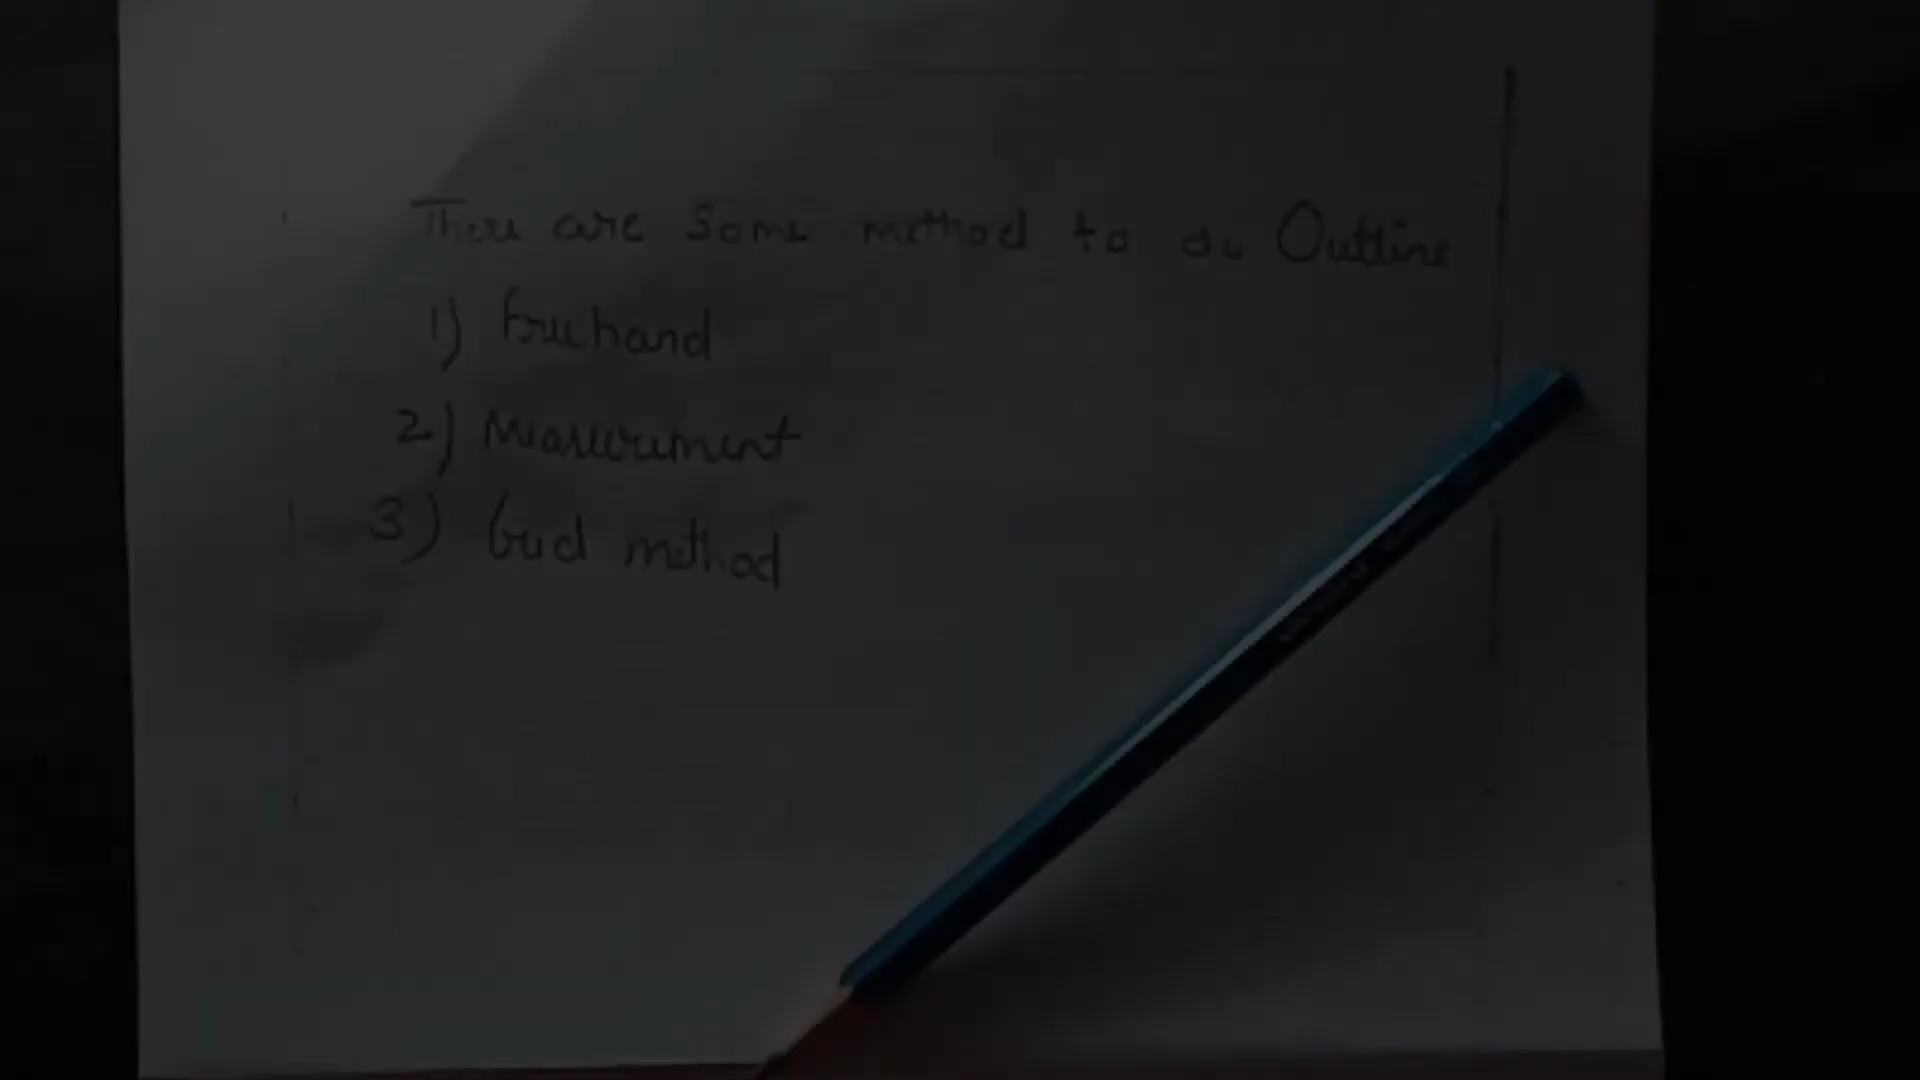 There are Some method to do Outline
1) freehand
2) Measurement
3) Grid method